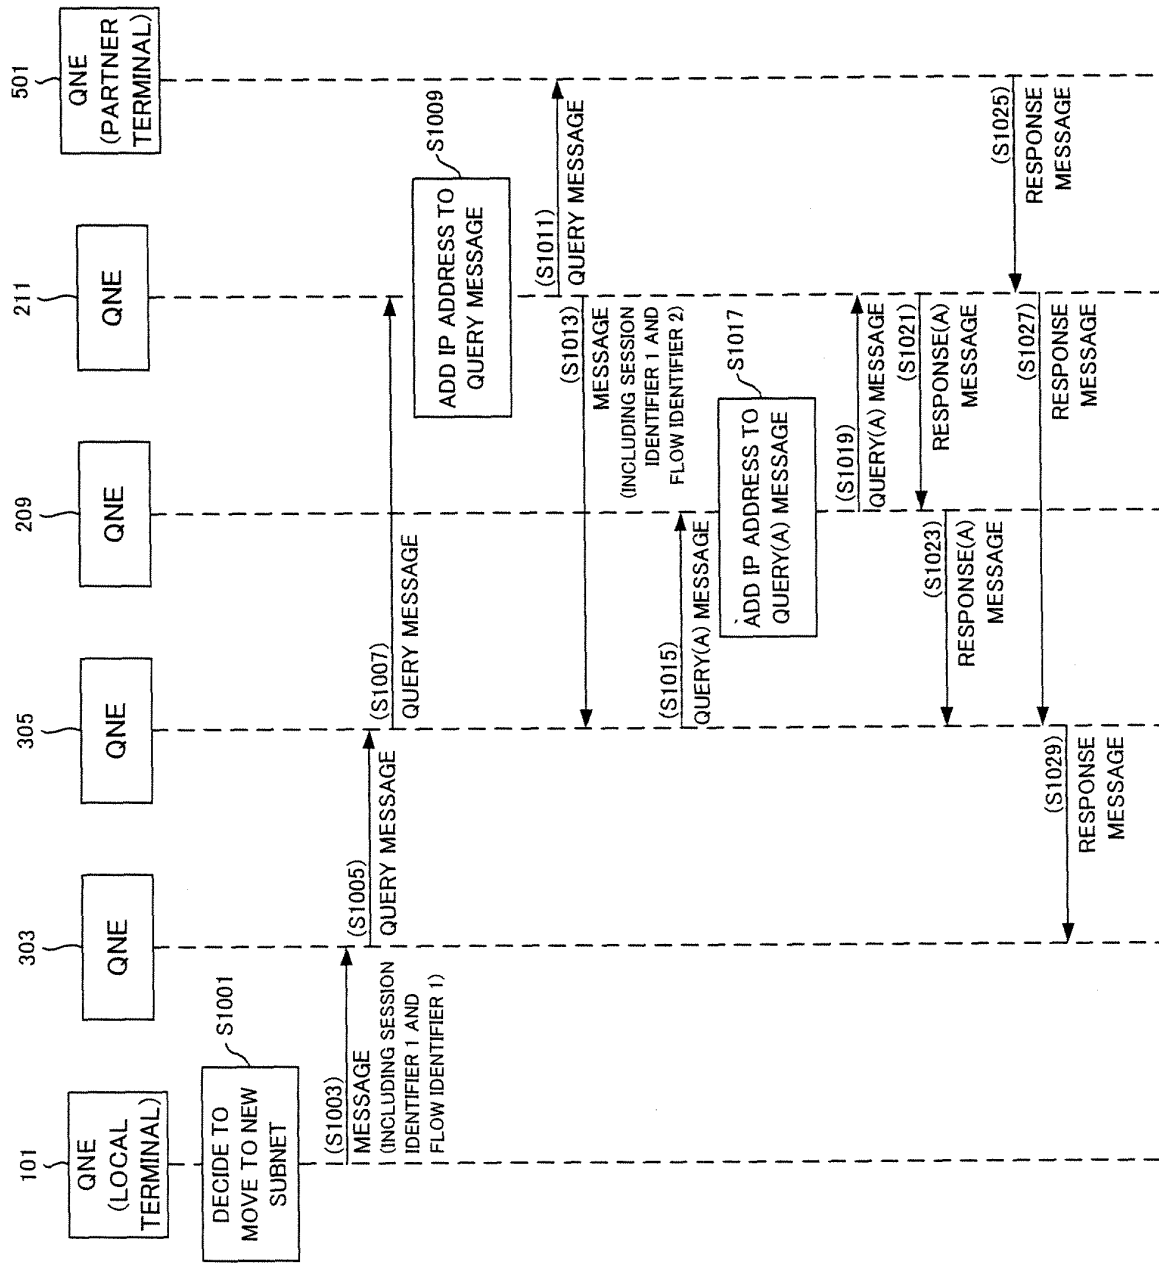 101
QNE
(LOCAL
TERMINAL)
303
QNE
305
QNE
209
QNE
211
QNE
501
QNE
(PARTNER
TERMINAL)
DECIDE TO
MOVE TO NEW
SUBNET
S1001
(S1003)
MESSAGE
(INCLUDING SESSION
IDENTIFIER 1 AND
FLOW IDENTIFIER 1)
(S1005)
QUERY MESSAGE
(S1007)
QUERY MESSAGE
ADD IP ADDRESS TO
QUERY MESSAGE
S1009
(S1011)
QUERY MESSAGE
(S1013)
MESSAGE
(INCLUDING SESSION
IDENTIFIER 1 AND
FLOW IDENTIFIER 2)
(S1015)
QUERY(A) MESSAGE
ADD IP ADDRESS TO
QUERY(A) MESSAGE
S1017
(S1019)
QUERY(A) MESSAGE
(S1021)
RESPONSE(A)
MESSAGE
(S1023)
RESPONSE(A)
MESSAGE
(S1025)
RESPONSE
MESSAGE
(S1027)
RESPONSE
MESSAGE
(S1029)
RESPONSE
MESSAGE